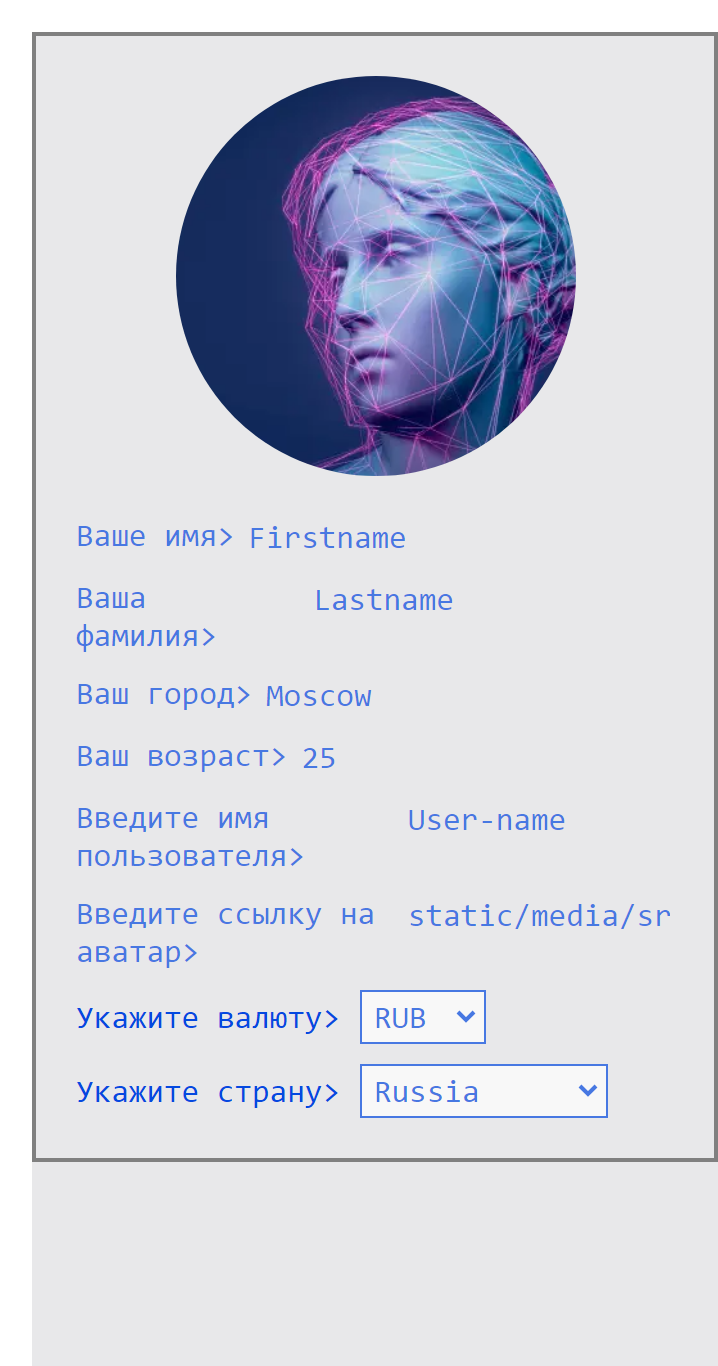 Ваше имя> Firstname
Ваша Lastname
фамилия>
Ваш город> Moscow
Ваш возраст> 25
Введите имя User-name
пользователя>
Введите ссылку на static/media/sr
аватар>
Укажите валюту> RUB
Укажите страну> Russia